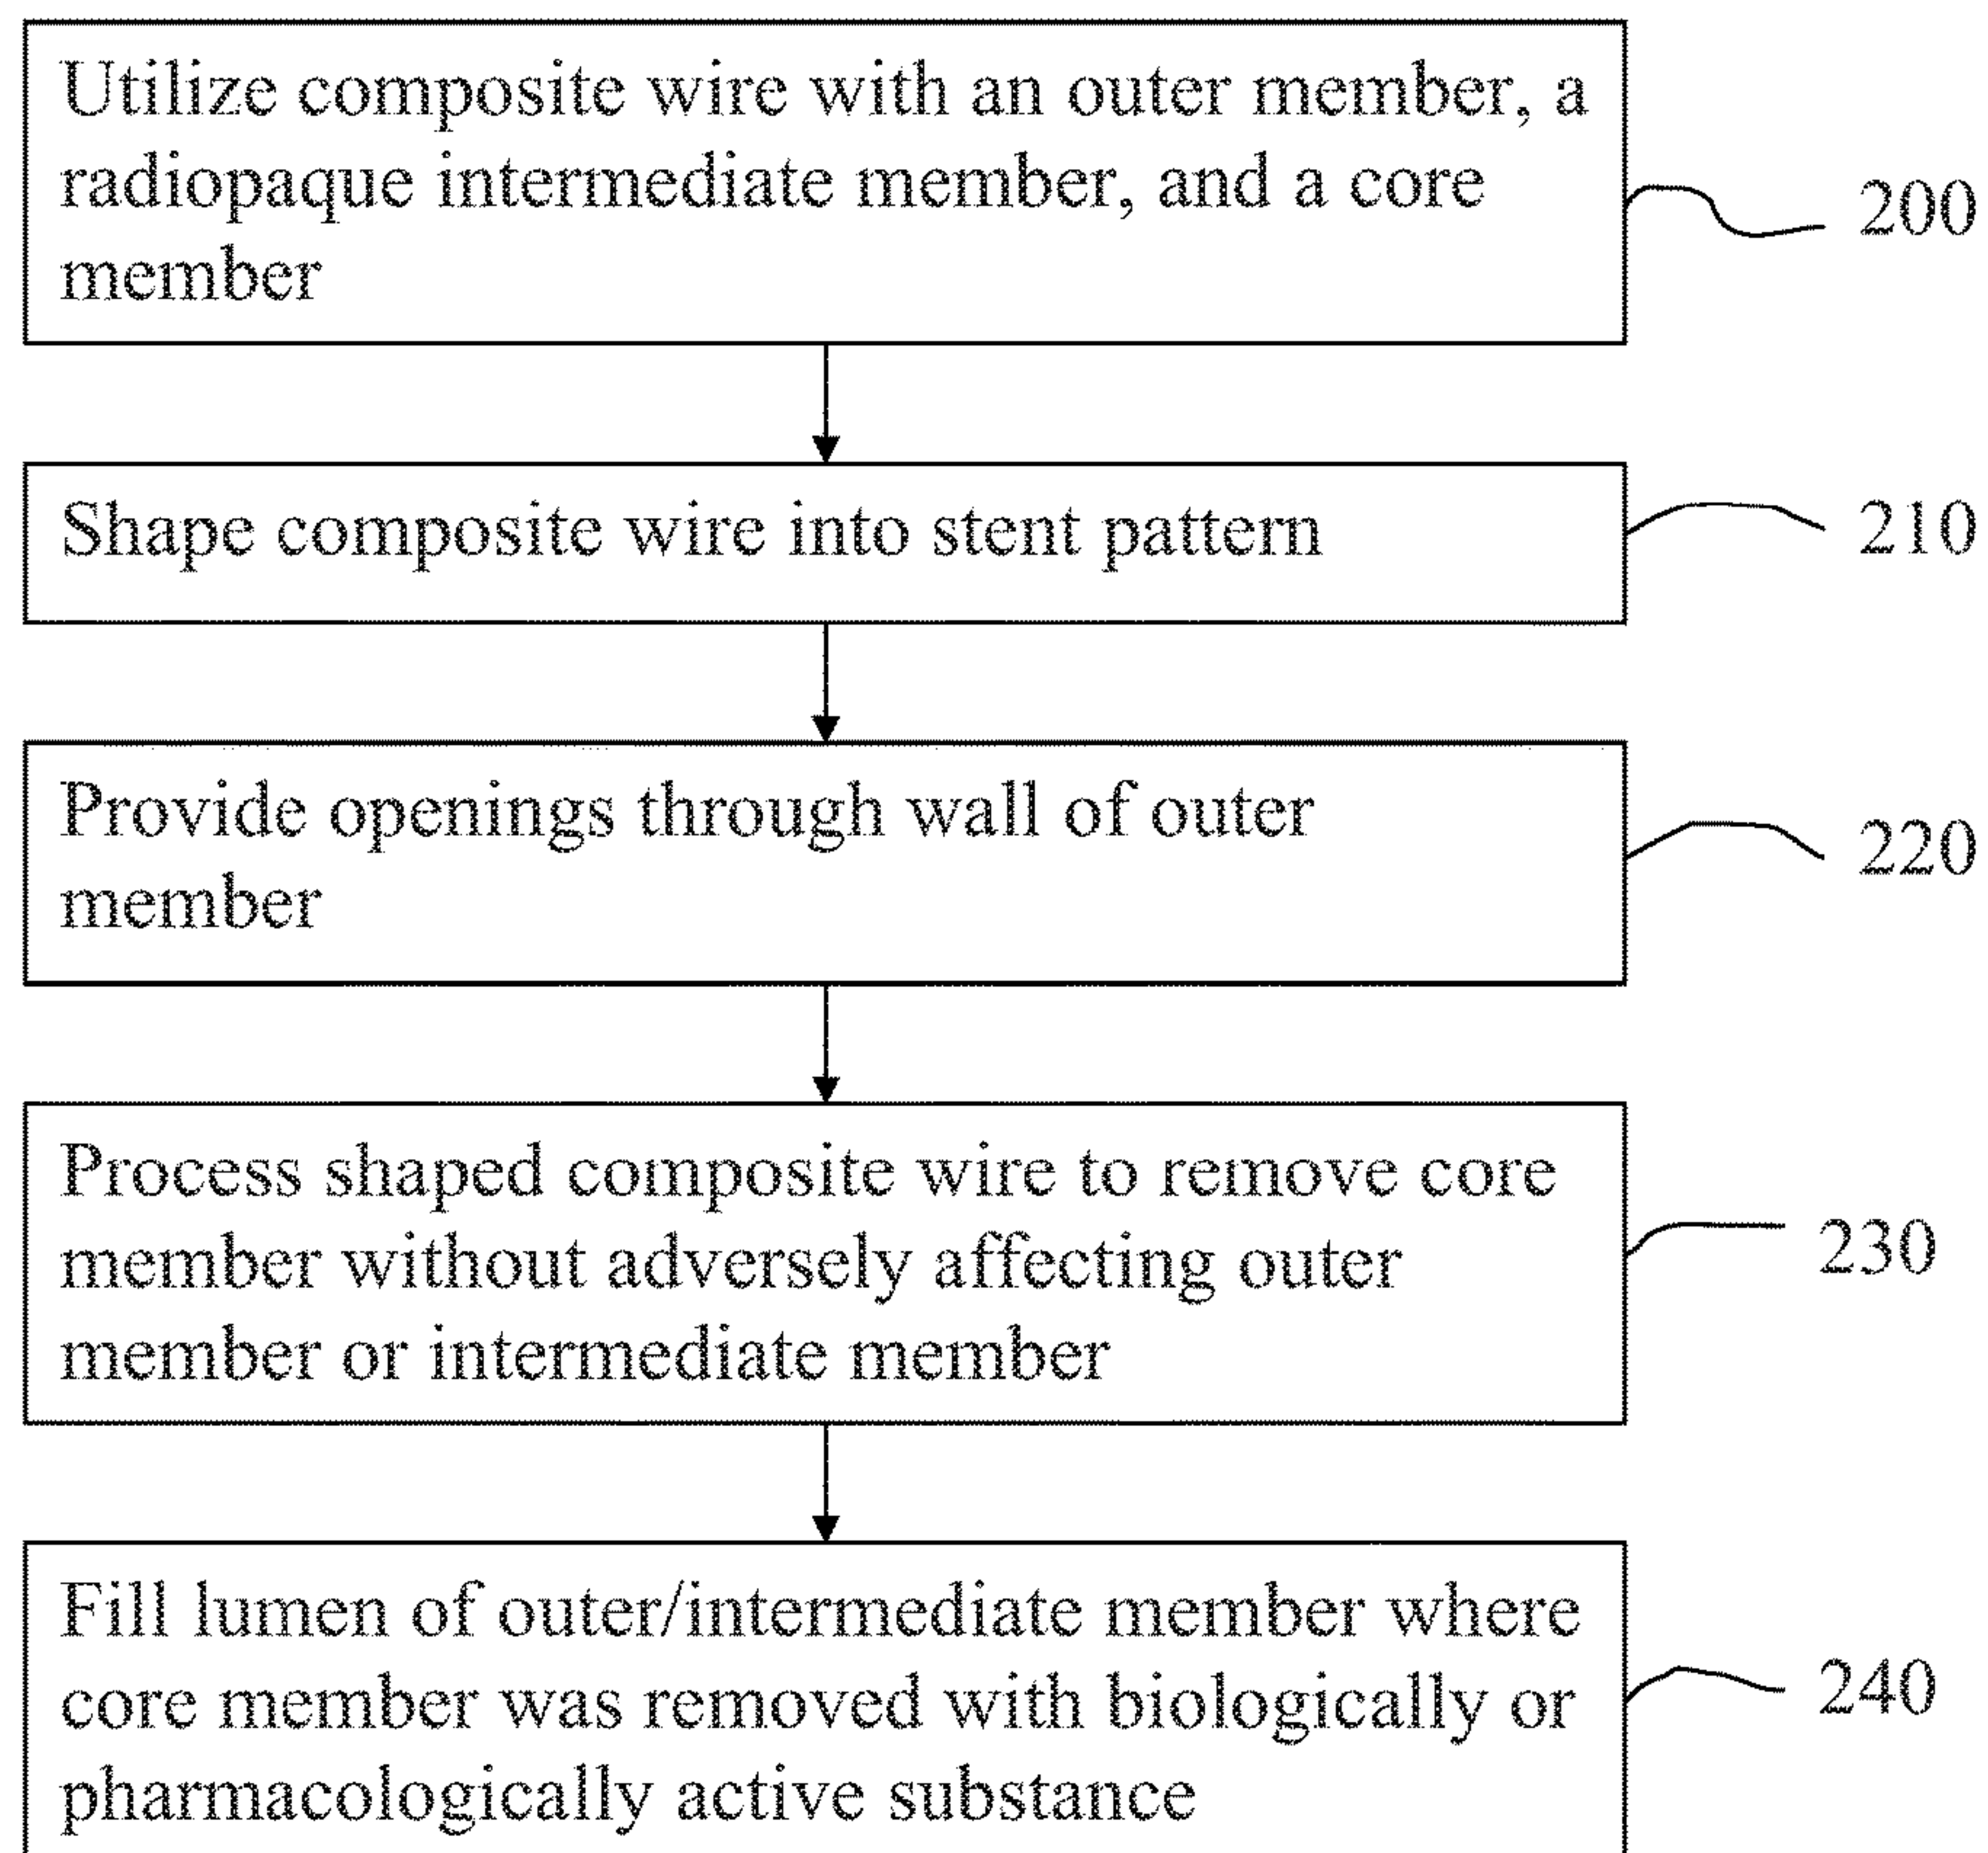 Utilize composite wire with an outer member, a
radiopaque intermediate member, and a core
member
200
Shape composite wire into stent pattern
210
Provide openings through wall of outer
member
220
Process shaped composite wire to remove core
member without adversely affecting outer
member or intermediate member
230
Fill lumen of outer/intermediate member where
core member was removed with biologically or
pharmacologically active substance
240